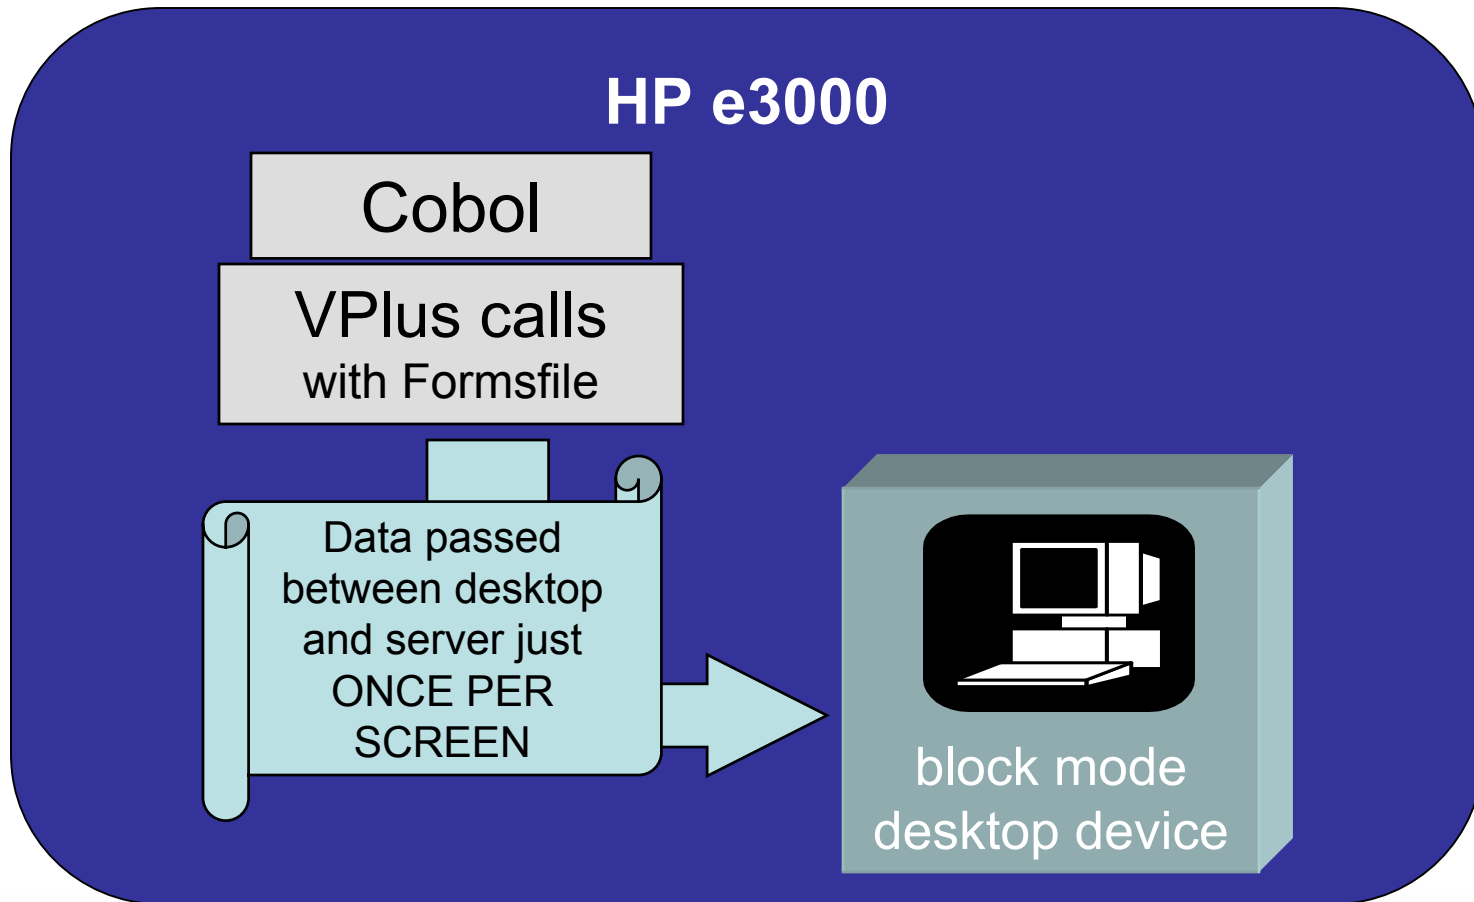 HP e3000
Cobol
VPlus calls
with Formsfile
Data passed
between desktop
and server just
ONCE PER
SCREEN
block mode
desktop device